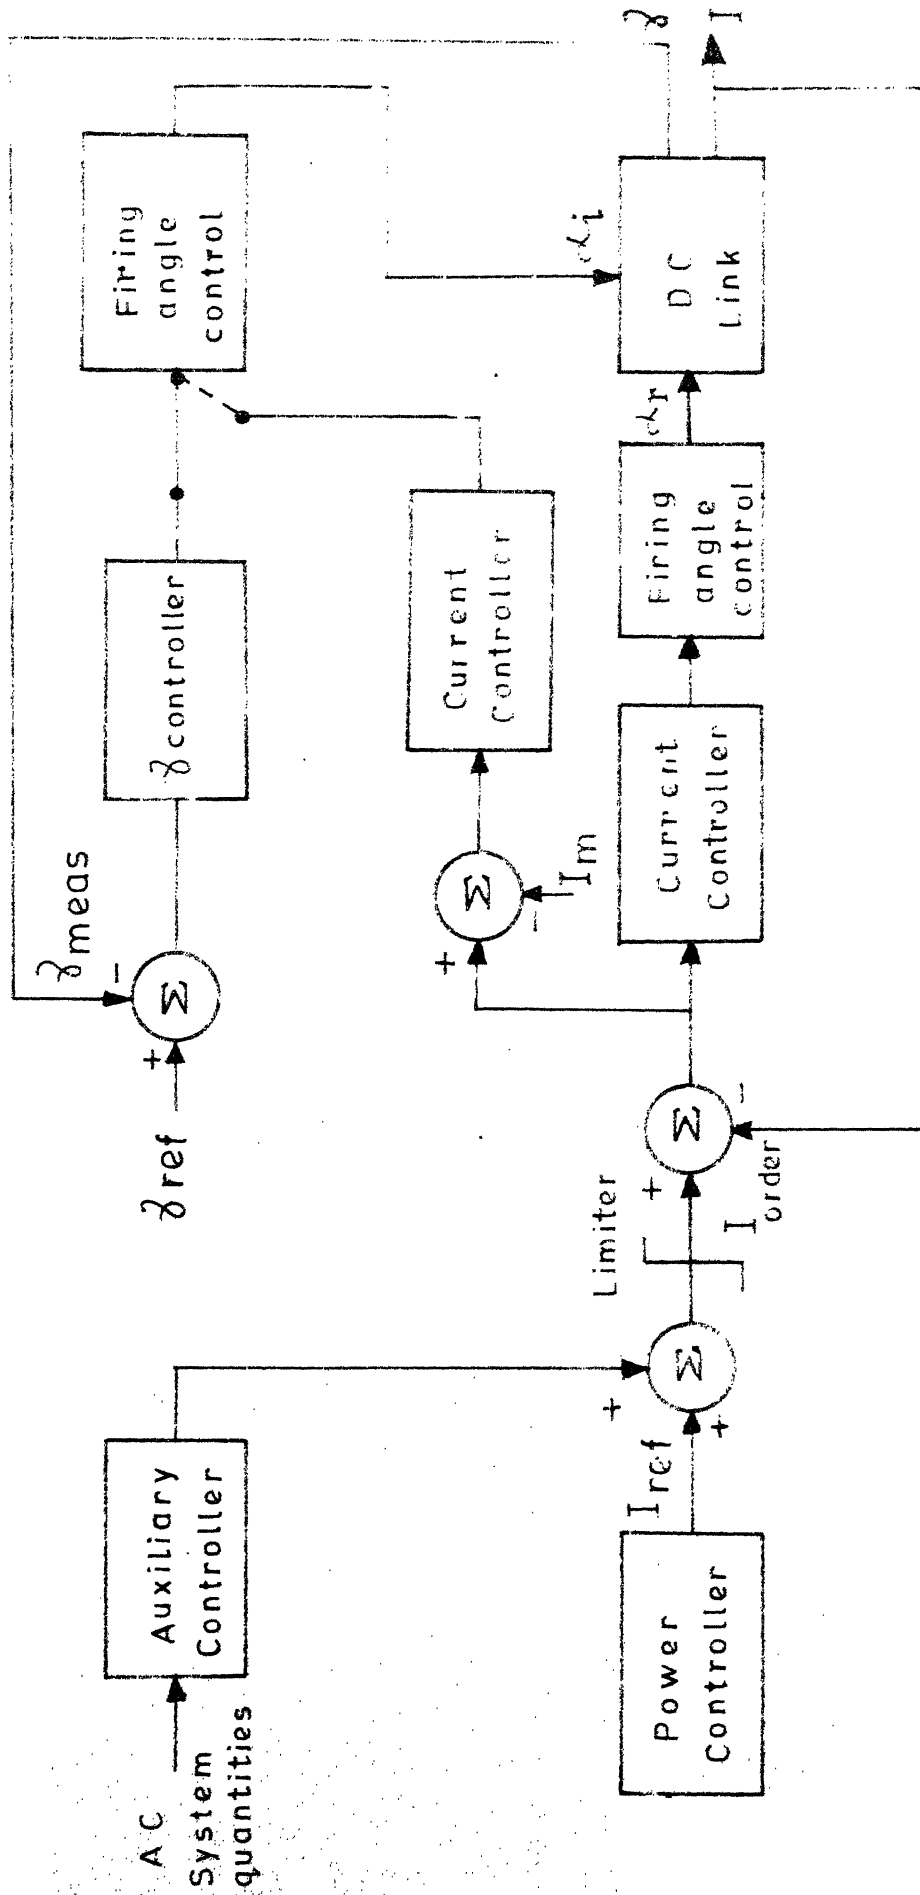 AC
System
quantities
Auxiliary
Controller
+
γref
+
-
γmeas
Σ
γ controller
Firing
angle
control
Power
Controller
Iref
+
Σ
Limiter
+
Iorder
Σ
-
+
Σ
-
Im
Current
Controller
Current
Controller
Firing
angle
control
αr
αi
DC
Link
γ
I